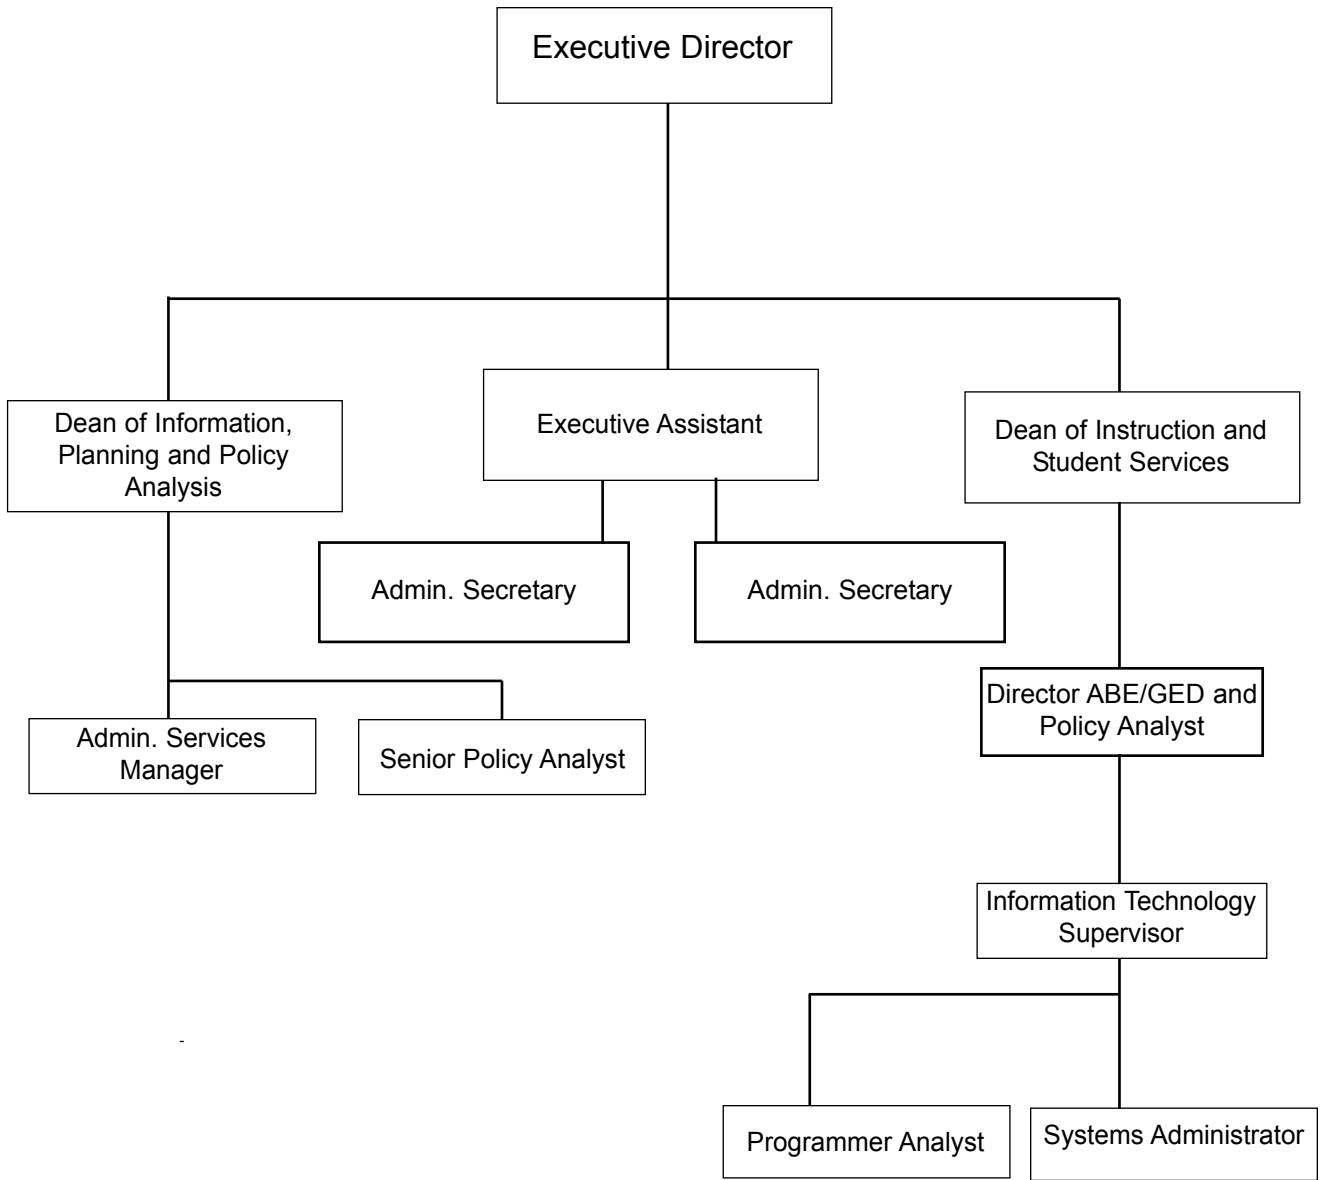 Executive Director
Dean of Information,
Planning and Policy
Analysis
Executive Assistant
Dean of Instruction and
Student Services
Admin. Secretary
Admin. Secretary
Director ABE/GED and
Policy Analyst
Admin. Services
Manager
Senior Policy Analyst
Information Technology
Supervisor
-
Programmer Analyst
Systems Administrator